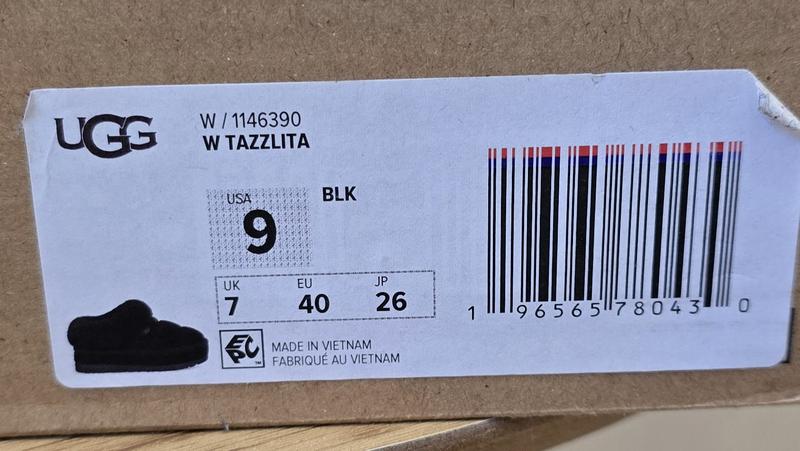 UGG
W / 1146390
W TAZZLITA
BLK
USA
9
UK EU JP
7 40 26
EPC™
MADE IN VIETNAM
FABRIQUÉ AU VIETNAM
1 96565 78043 0